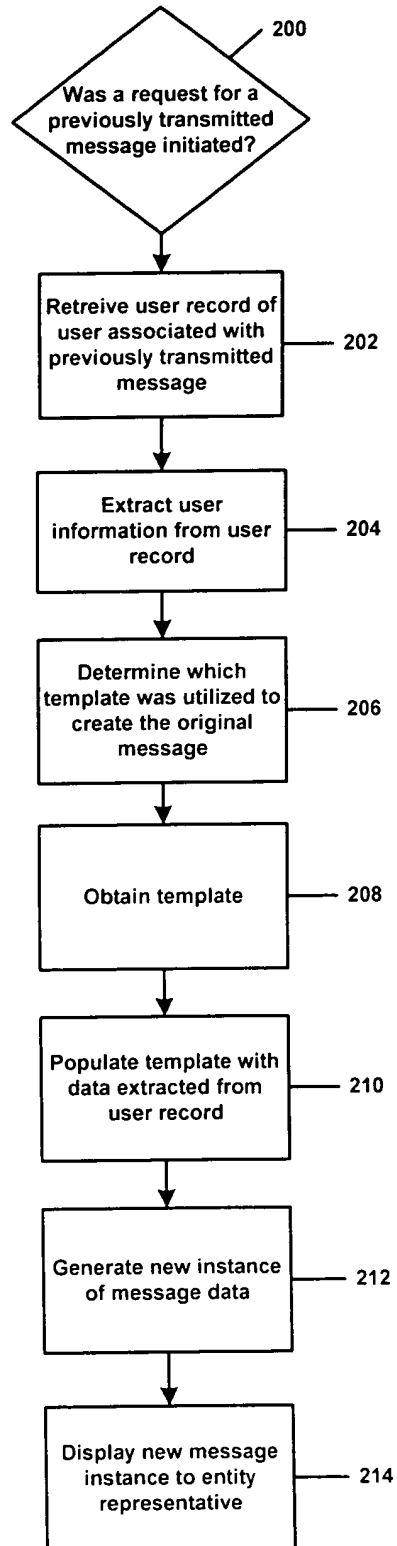 200
Was a request for a
previously transmitted
message initiated?
Retreive user record of
user associated with
previously transmitted
message
202
Extract user
information from user
record
204
Determine which
template was utilized to
create the original
message
206
Obtain template
208
Populate template with
data extracted from
user record
210
Generate new instance
of message data
212
Display new message
instance to entity
representative
214